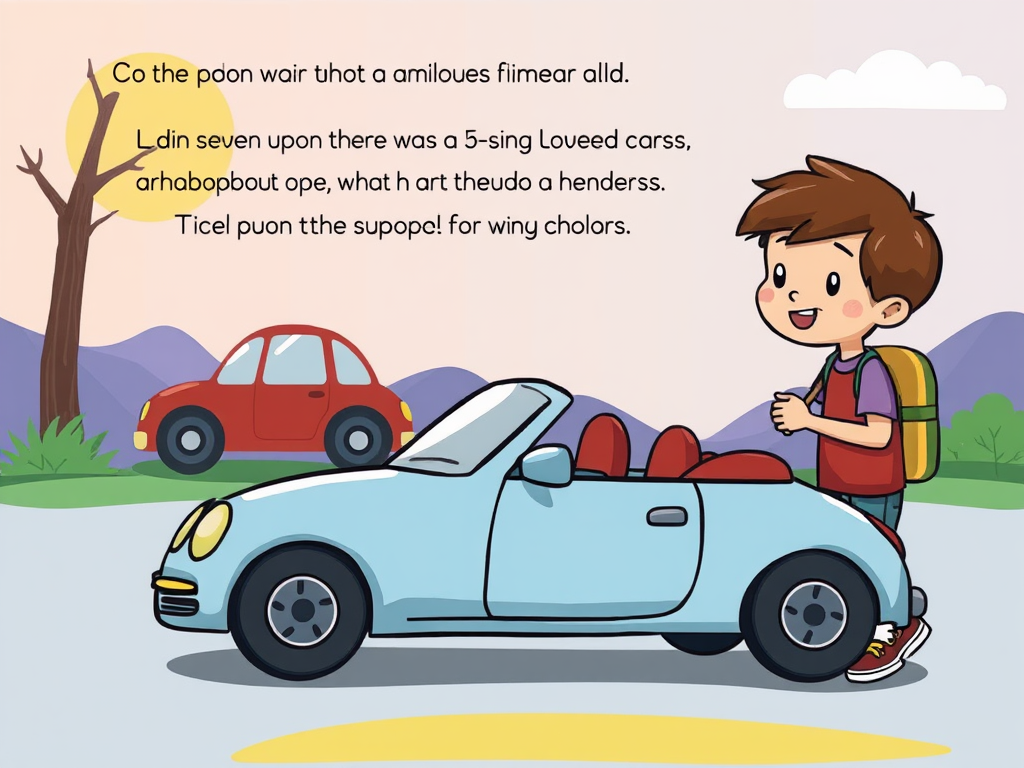 Co the pdon wair tuhot a amiloues flimear alld.
Ldin seven upon there was a 5-sing Loveed carss,
arhabopbout ope, what h art theudo a henderss.
Ticel puon tthe supope! for winy cholors.